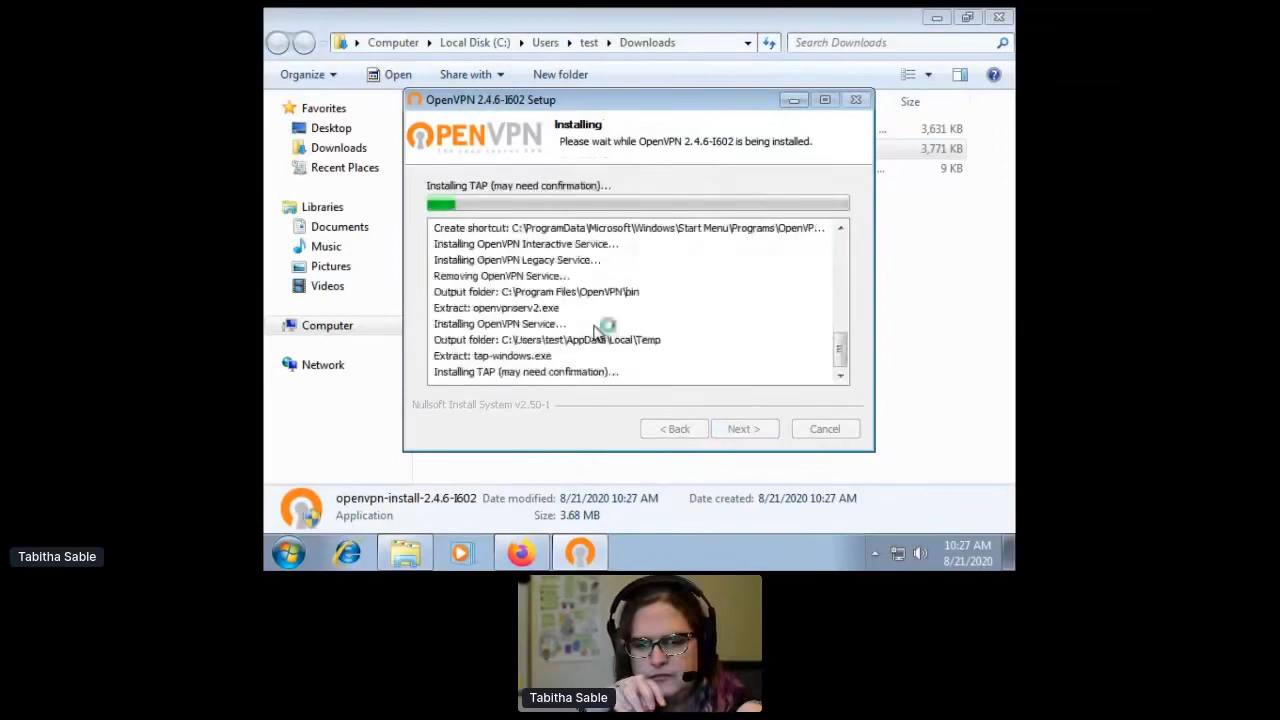 Computer Local Disk (C:) Users test Downloads
Search Downloads
Organize Open Share with New folder
Favorites
Desktop
Downloads
Recent Places
Libraries
Documents
Music
Pictures
Videos
Computer
Network
Size
3,631 KB
3,771 KB
9 KB
OpenVPN 2.4.6-I602 Setup
OPENVPN
Installing
Please wait while OpenVPN 2.4.6-I602 is being installed.
Installing TAP (may need confirmation)...
Create shortcut: C:\ProgramData\Microsoft\Windows\Start Menu\Programs\OpenVP...
Installing OpenVPN Interactive Service...
Installing OpenVPN Legacy Service...
Removing OpenVPN Service...
Output folder: C:\Program Files\OpenVPN\bin
Extract: openvpnserv2.exe
Installing OpenVPN Service...
Output folder: C:\Users\test\AppData\Local\Temp
Extract: tap-windows.exe
Installing TAP (may need confirmation)...
Nullsoft Install System v2.50-1
< Back Next > Cancel
openvpn-install-2.4.6-I602 Date modified: 8/21/2020 10:27 AM Date created: 8/21/2020 10:27 AM
Application Size: 3.68 MB
10:27 AM
8/21/2020
Tabitha Sable
Tabitha Sable